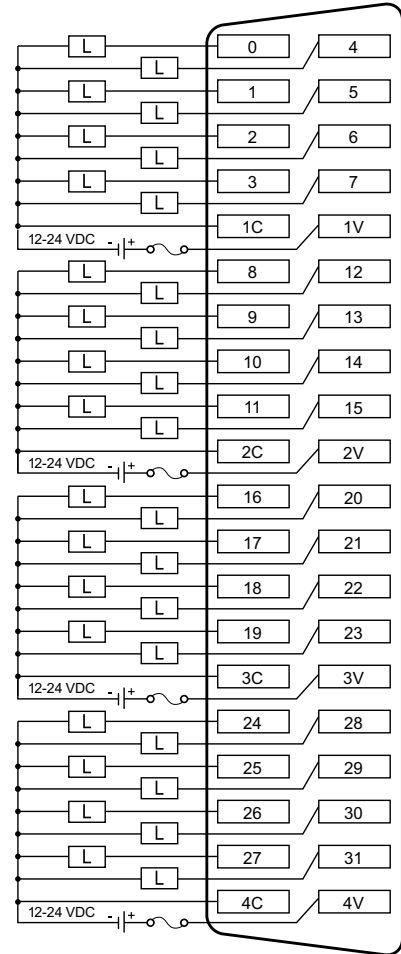 L 0 4
L
L 1 5
L
L 2 6
L
L 3 7
L
1C 1V
12-24 VDC - +
L 8 12
L
L 9 13
L
L 10 14
L
L 11 15
L
2C 2V
12-24 VDC - +
L 16 20
L
L 17 21
L
L 18 22
L
L 19 23
L
3C 3V
12-24 VDC - +
L 24 28
L
L 25 29
L
L 26 30
L
L 27 31
L
4C 4V
12-24 VDC - +